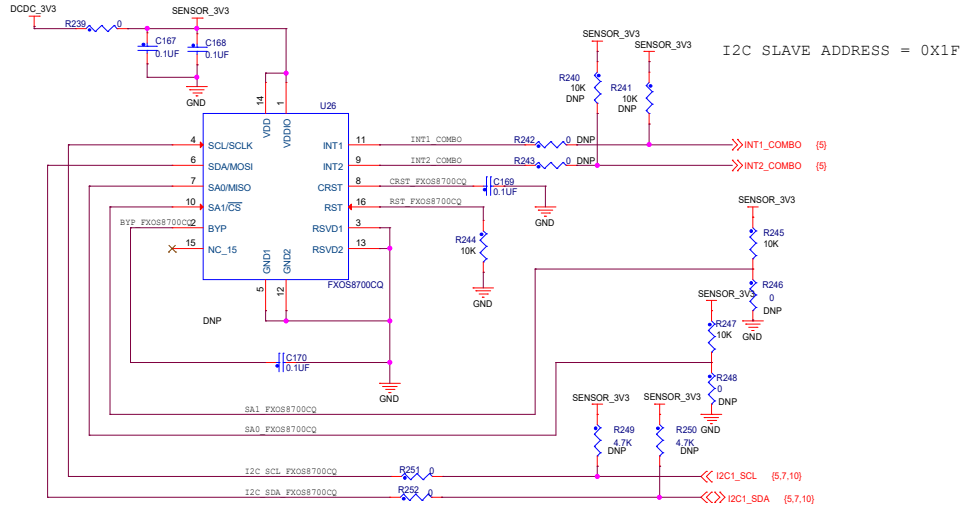 DCDC_3V3
R239 0
SENSOR_3V3
C167
0.1UF
C168
0.1UF
GND
SENSOR_3V3
SENSOR_3V3
I2C SLAVE ADDRESS = 0X1F
R240
10K
DNP
R241
10K
DNP
U26
14
1
VDD
VDDIO
4 SCL/SCLK
6 SDA/MOSI
7 SA0/MISO
10 SA1/CS
BYP_FXOS8700CQ
2 BYP
15 NC_15
INT1 11
INT2 9
CRST 8
RST 16
RSVD1 3
RSVD2 13
GND1
GND2
5
12
FXOS8700CQ
DNP
INT1_COMBO
R242 0 DNP
INT1_COMBO {5}
INT2_COMBO
R243 0 DNP
INT2_COMBO {5}
CRST_FXOS8700CQ
C169
0.1UF
GND
RST_FXOS8700CQ
R244
10K
GND
SENSOR_3V3
R245
10K
R246
0
DNP
GND
SENSOR_3V3
R247
10K
R248
0
DNP
GND
C170
0.1UF
GND
SA1_FXOS8700CQ
SA0_FXOS8700CQ
SENSOR_3V3
SENSOR_3V3
R249
4.7K
DNP
R250
4.7K
DNP
I2C_SCL_FXOS8700CQ
R251 0
I2C1_SCL {5,7,10}
I2C_SDA_FXOS8700CQ
R252 0
I2C1_SDA {5,7,10}